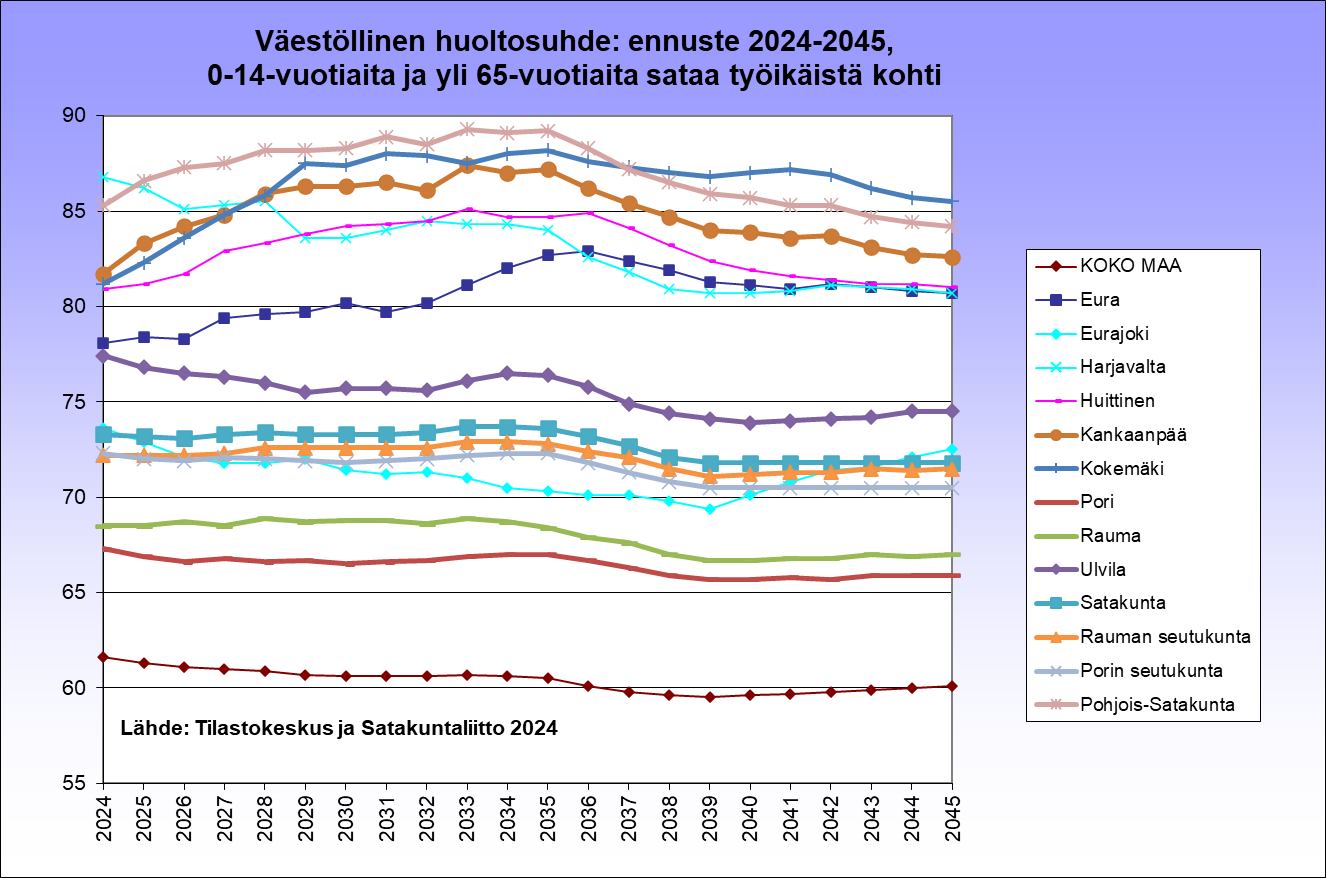 Väestöllinen huoltosuhde: ennuste 2024-2045,
0-14-vuotiaita ja yli 65-vuotiaita sataa työikäistä kohti
90
85
80
75
70
65
60
55
Lähde: Tilastokeskus ja Satakuntaliitto 2024
2024
2025
2026
2027
2028
2029
2030
2031
2032
2033
2034
2035
2036
2037
2038
2039
2040
2041
2042
2043
2044
2045
KOKO MAA
Eura
Eurajoki
Harjavalta
Huittinen
Kankaanpää
Kokemäki
Pori
Rauma
Ulvila
Satakunta
Rauman seutukunta
Porin seutukunta
Pohjois-Satakunta